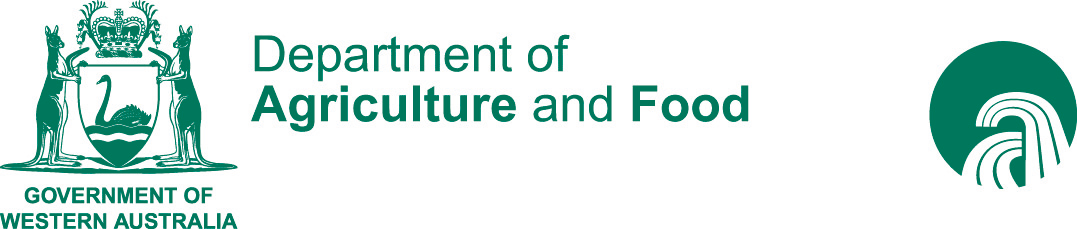 Department of
Agriculture and Food
GOVERNMENT OF
WESTERN AUSTRALIA